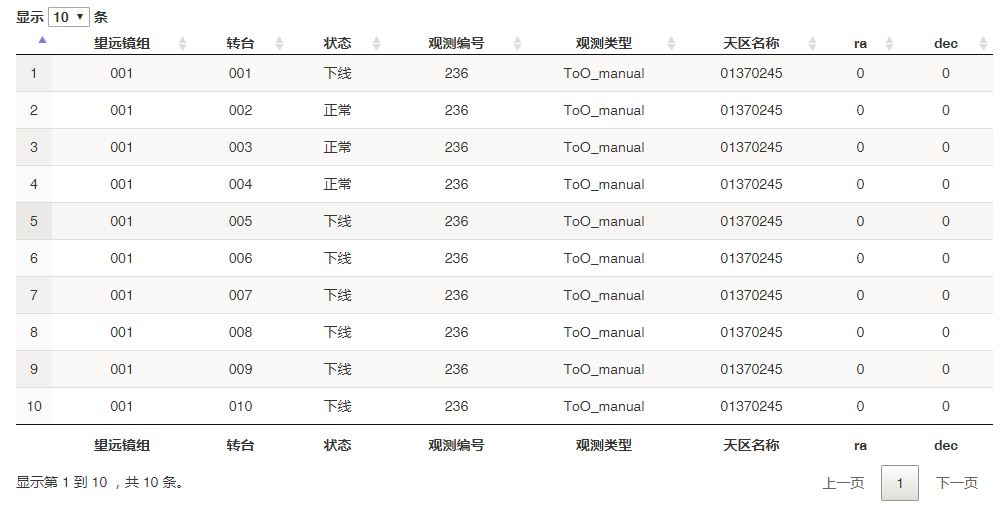 显示 10 条
望远镜组 转台 状态 观测编号 观测类型 天区名称 ra dec
1 001 001 下线 236 ToO_manual 01370245 0 0
2 001 002 正常 236 ToO_manual 01370245 0 0
3 001 003 正常 236 ToO_manual 01370245 0 0
4 001 004 正常 236 ToO_manual 01370245 0 0
5 001 005 下线 236 ToO_manual 01370245 0 0
6 001 006 下线 236 ToO_manual 01370245 0 0
7 001 007 下线 236 ToO_manual 01370245 0 0
8 001 008 下线 236 ToO_manual 01370245 0 0
9 001 009 下线 236 ToO_manual 01370245 0 0
10 001 010 下线 236 ToO_manual 01370245 0 0
望远镜组 转台 状态 观测编号 观测类型 天区名称 ra dec
显示第 1 到 10 ，共 10 条。 上一页 1 下一页